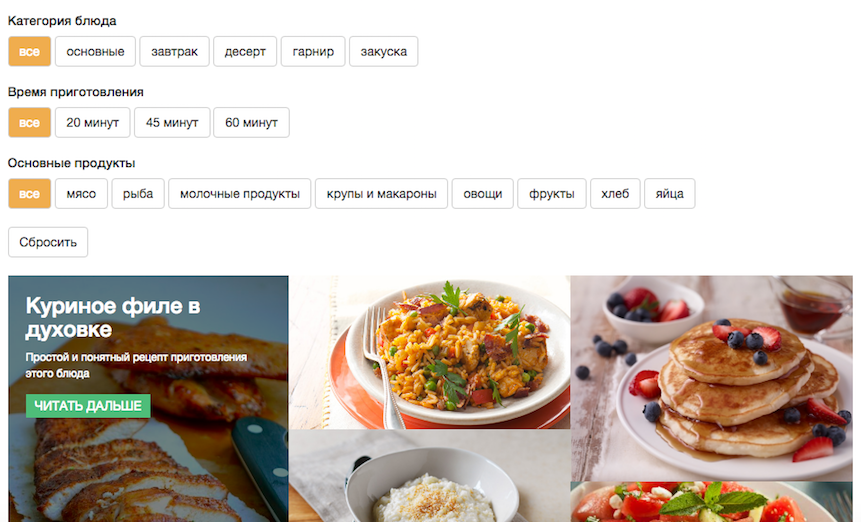 Категория блюда
все основные завтрак десерт гарнир закуска
Время приготовления
все 20 минут 45 минут 60 минут
Основные продукты
все мясо рыба молочные продукты крупы и макароны овощи фрукты хлеб яйца
Сбросить
Куриное филе в
духовке
Простой и понятный рецепт приготовления
этого блюда
ЧИТАТЬ ДАЛЬШЕ